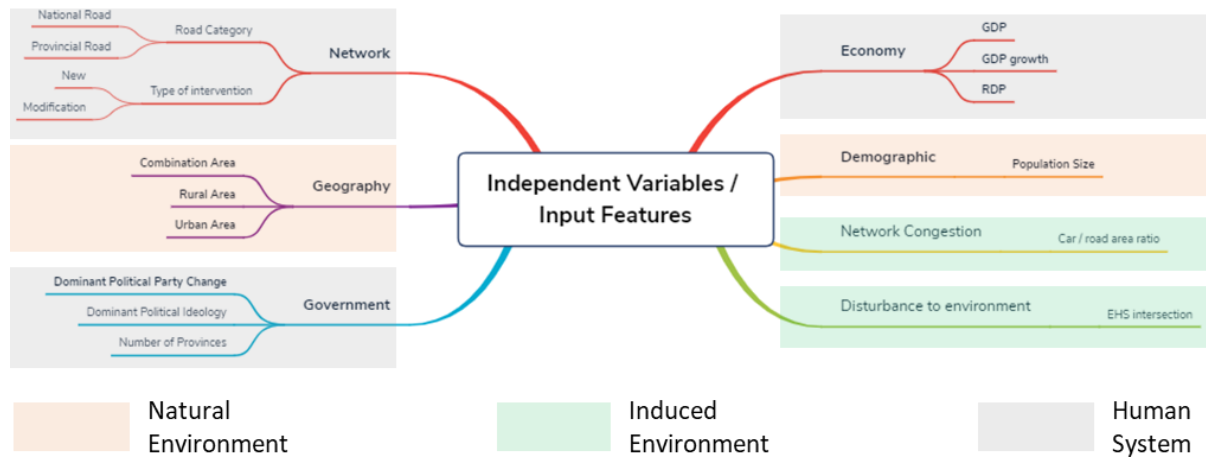 National Road
Provincial Road
Road Category
Network
New
Modification
Type of intervention
Combination Area
Rural Area
Urban Area
Geography
Dominant Political Party Change
Dominant Political Ideology
Number of Provinces
Government
Independent Variables /
Input Features
Economy
GDP
GDP growth
RDP
Demographic
Population Size
Network Congestion
Car / road area ratio
Disturbance to environment
EHS intersection
Natural
Environment
Induced
Environment
Human
System